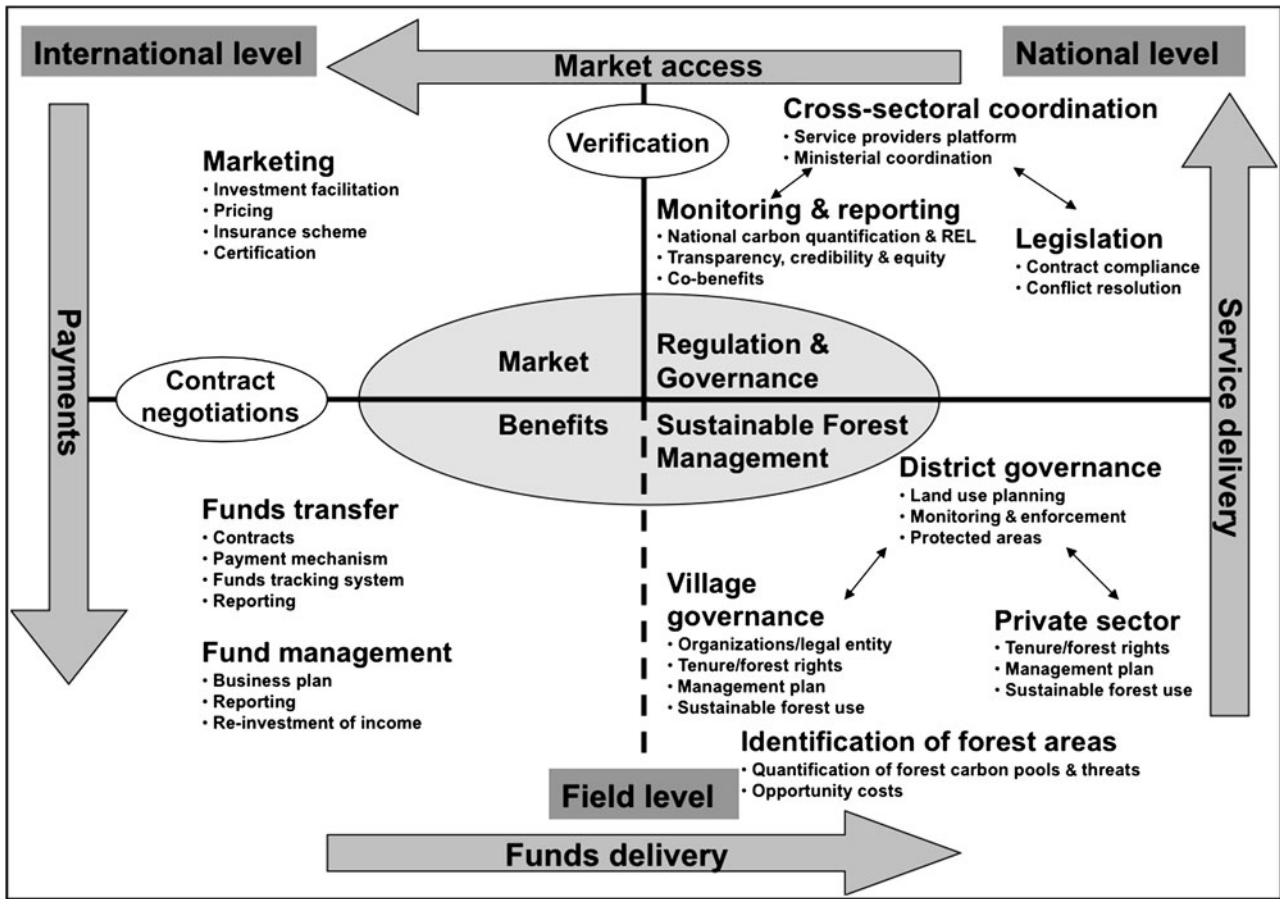 International level
Market access
National level
Verification
Marketing
• Investment facilitation
• Pricing
• Insurance scheme
• Certification
Cross-sectoral coordination
• Service providers platform
• Ministerial coordination
Monitoring & reporting
• National carbon quantification & REL
• Transparency, credibility & equity
• Co-benefits
Legislation
• Contract compliance
• Conflict resolution
Payments
Contract
negotiations
Market
Regulation &
Governance
Benefits
Sustainable Forest
Management
Service delivery
Funds transfer
• Contracts
• Payment mechanism
• Funds tracking system
• Reporting
Fund management
• Business plan
• Reporting
• Re-investment of income
District governance
• Land use planning
• Monitoring & enforcement
• Protected areas
Village
governance
• Organizations/legal entity
• Tenure/forest rights
• Management plan
• Sustainable forest use
Private sector
• Tenure/forest rights
• Management plan
• Sustainable forest use
Identification of forest areas
• Quantification of forest carbon pools & threats
• Opportunity costs
Field level
Funds delivery